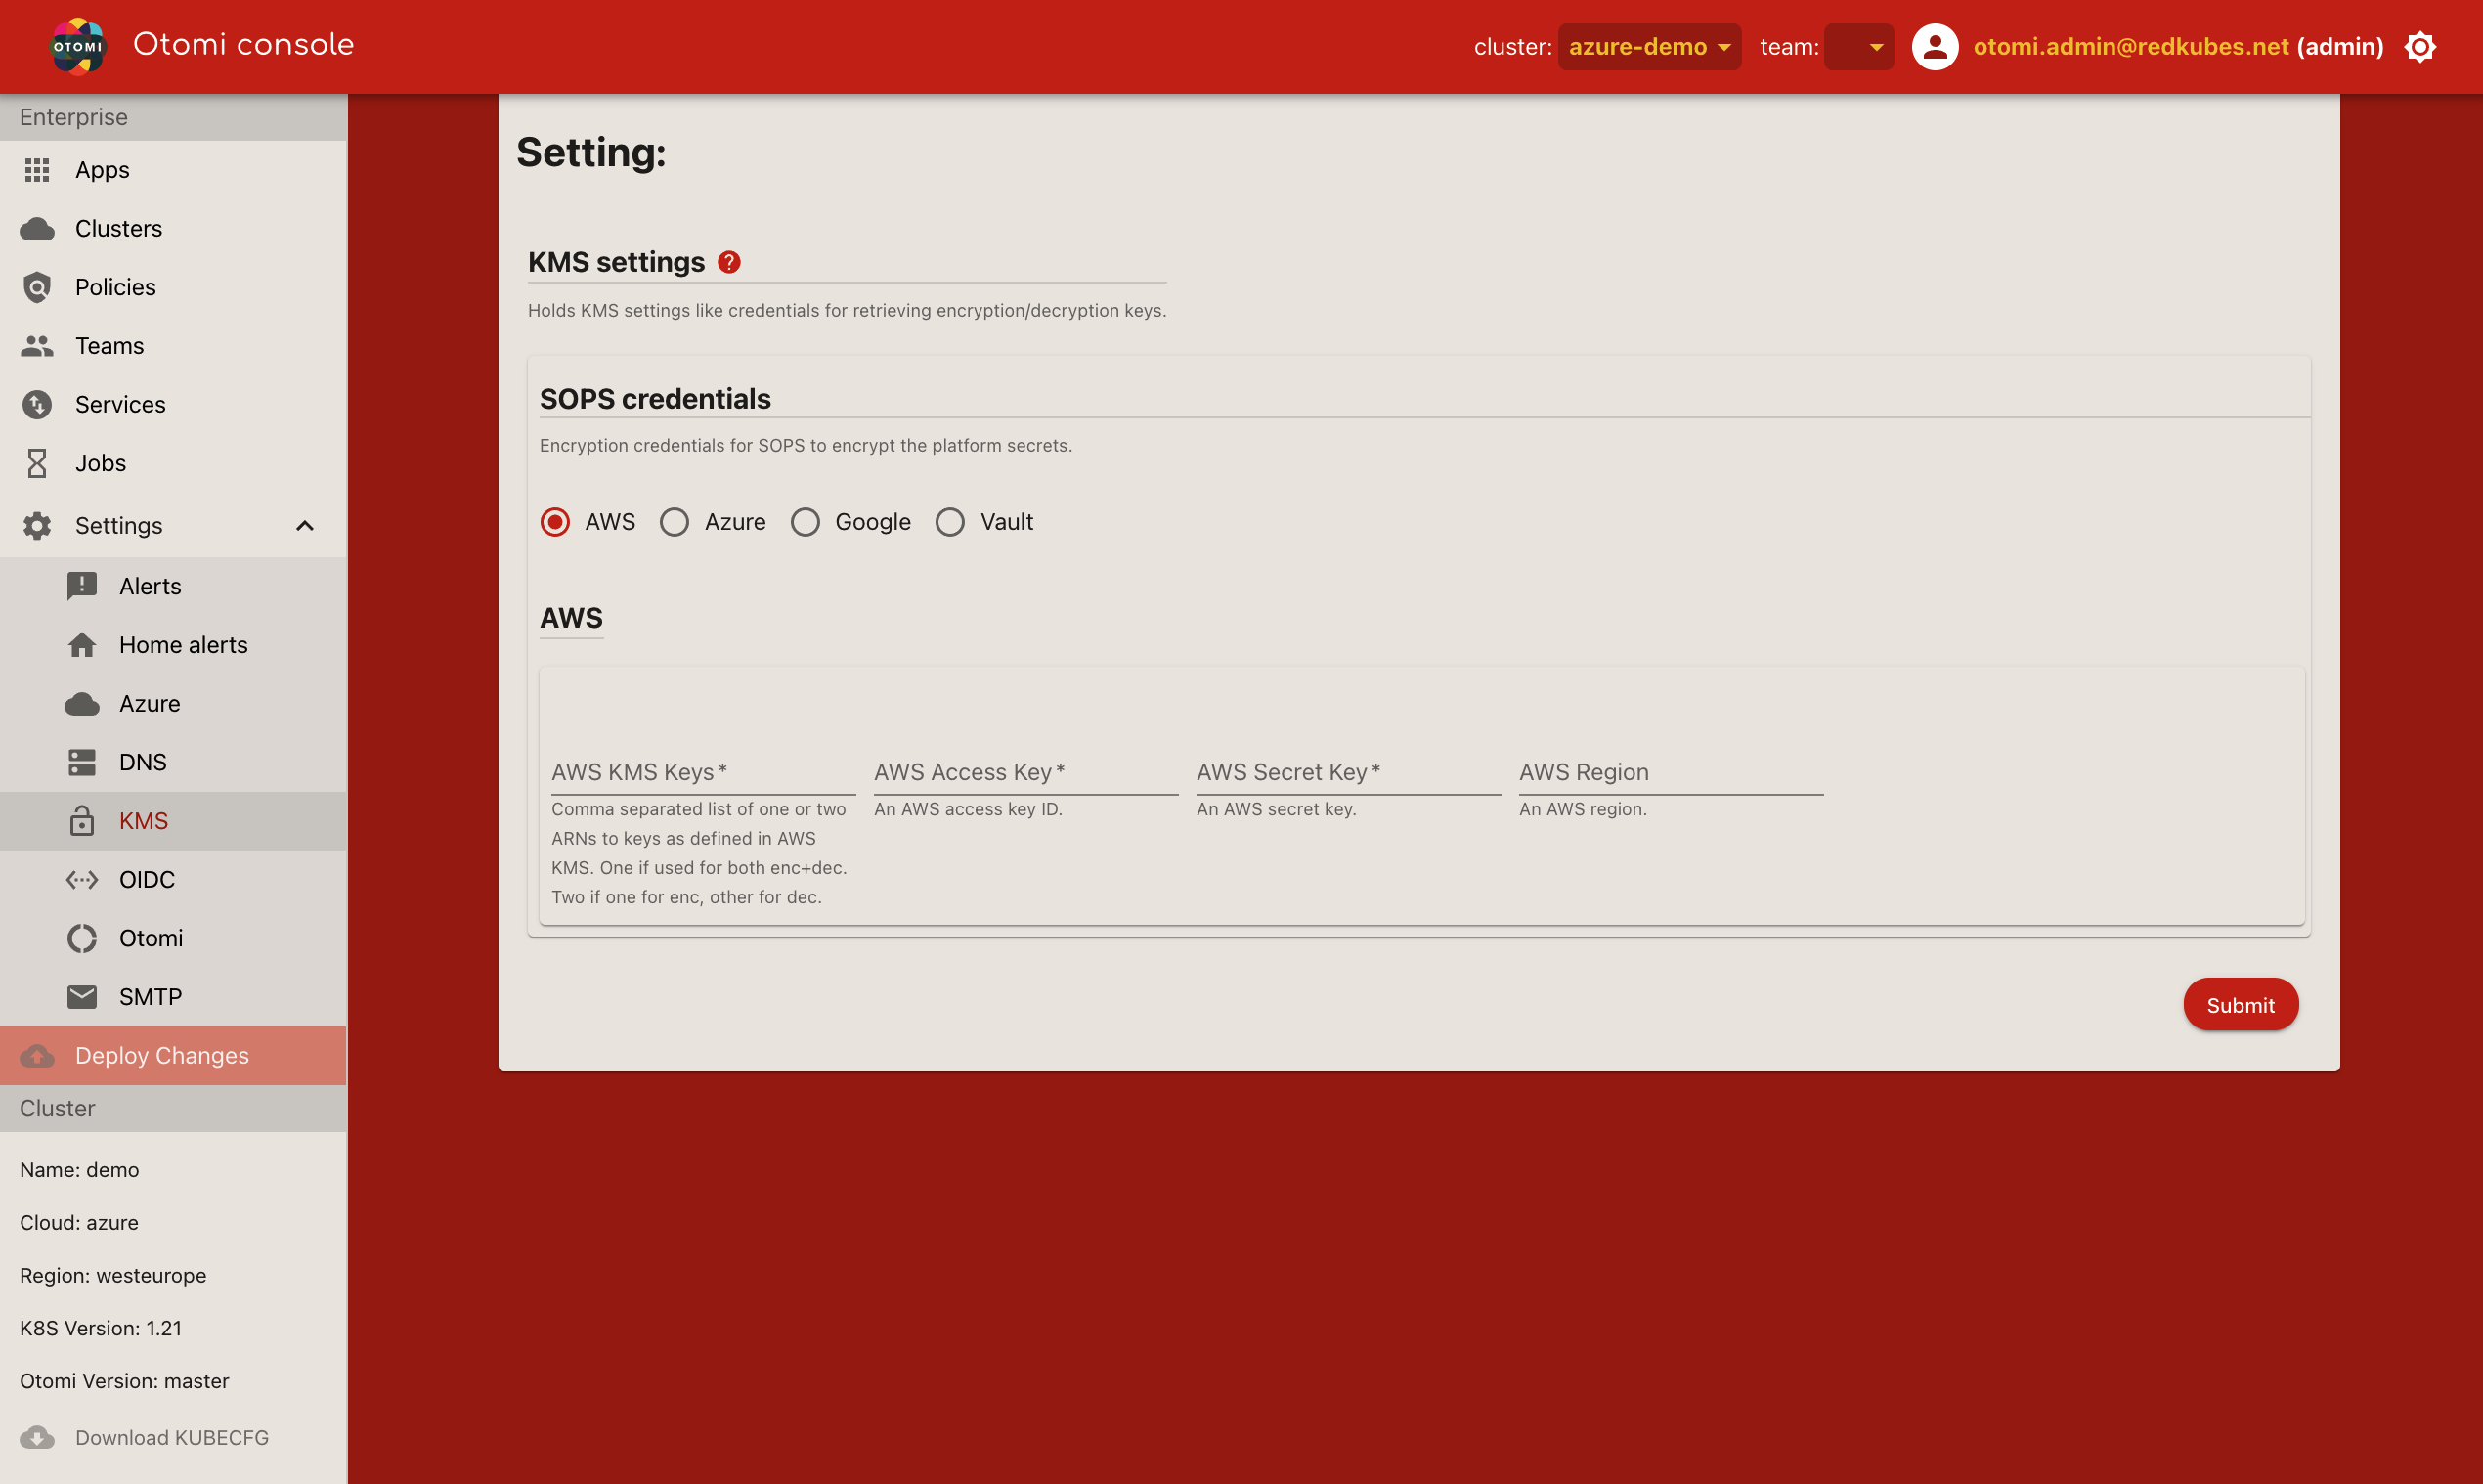 OTOMI
Otomi console
cluster: azure-demo
team:
otomi.admin@redkubes.net (admin)
Enterprise
Apps
Clusters
Policies
Teams
Services
Jobs
Settings
Alerts
Home alerts
Azure
DNS
KMS
OIDC
Otomi
SMTP
Deploy Changes
Cluster
Name: demo
Cloud: azure
Region: westeurope
K8S Version: 1.21
Otomi Version: master
Download KUBECFG
Setting:
KMS settings ?
Holds KMS settings like credentials for retrieving encryption/decryption keys.
SOPS credentials
Encryption credentials for SOPS to encrypt the platform secrets.
AWS Azure Google Vault
AWS
AWS KMS Keys *
Comma separated list of one or two
ARNs to keys as defined in AWS
KMS. One if used for both enc+dec.
Two if one for enc, other for dec.
AWS Access Key *
An AWS access key ID.
AWS Secret Key *
An AWS secret key.
AWS Region
An AWS region.
Submit